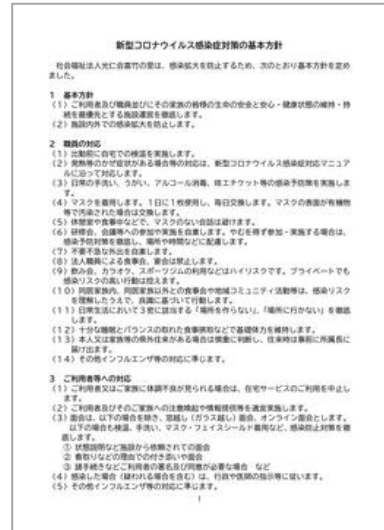 新型コロナウイルス感染症対策の基本方針
社会福祉法人光仁会富竹の里は、感染拡大を防止するため、次のとおり基本方針を定め
ました。
1 基本方針
(1)ご利用者及び職員並びにその家族の皆様の生命の安全と安心・健康状態の維持・持
続を最優先とする施設運営を徹底します。
(2)施設内外での感染拡大を防止します。
2 職員の対応
(1)出勤前に自宅での検温を実施します。
(2)発熱等のかぜ症状がある場合等の対応は、新型コロナウイルス感染症対応マニュア
ルに沿って対応します。
(3)日常の手洗い、うがい、アルコール消毒、咳エチケット等の感染予防策を実施しま
す。
(4)マスクを着用します。1日に1枚使用し、毎日交換します。マスクの表面が有機物
等で汚染された場合は交換します。
(5)休憩室や食事中などで、マスクのない会話は避けます。
(6)研修会、会議等への参加や実施を自粛します。やむを得ず参加・実施する場合は、
感染予防対策を徹底し、場所や時間などに配慮します。
(7)不要不急な外出を自粛します。
(8)法人職員による食事会、宴会は禁止します。
(9)飲み会、カラオケ、スポーツジムの利用などはハイリスクです。プライベートでも
感染リスクの高い行動は控えます。
(10)同居家族内、同居家族以外との食事会や地域コミュニティ活動等は、感染リスク
を理解したうえで、良識に基づいて行動します。
(11)日常生活において3密に該当する「場所を作らない」、「場所に行かない」を徹底
します。
(12)十分な睡眠とバランスの取れた食事摂取などで基礎体力を維持します。
(13)本人又は家族等の県外往来がある場合は慎重に判断し、往来時は事前に所属長に
届け出ます。
(14)その他インフルエンザ等の対応に準じます。
3 ご利用者等への対応
(1)ご利用者又はご家族に体調不良が見られる場合は、在宅サービスのご利用を中止し
ます。
(2)ご利用者及びそのご家族への注意喚起や情報提供等を適宜実施します。
(3)面会は、以下の場合を除き、窓越し(ガラス越し)面会、オンライン面会とします。
以下の場合も検温、手洗い、マスク・フェイスシールド着用など、感染防止対策を徹
底します。
① 状態説明など施設から依頼されての面会
② 看取りなどの理由での付き添いや面会
③ 諸手続きなどご利用者の署名及び同意が必要な場合 など
(4)感染した場合(疑われる場合を含む)は、行政や医師の指示等に従います。
(5)その他インフルエンザ等の対応に準じます。
1